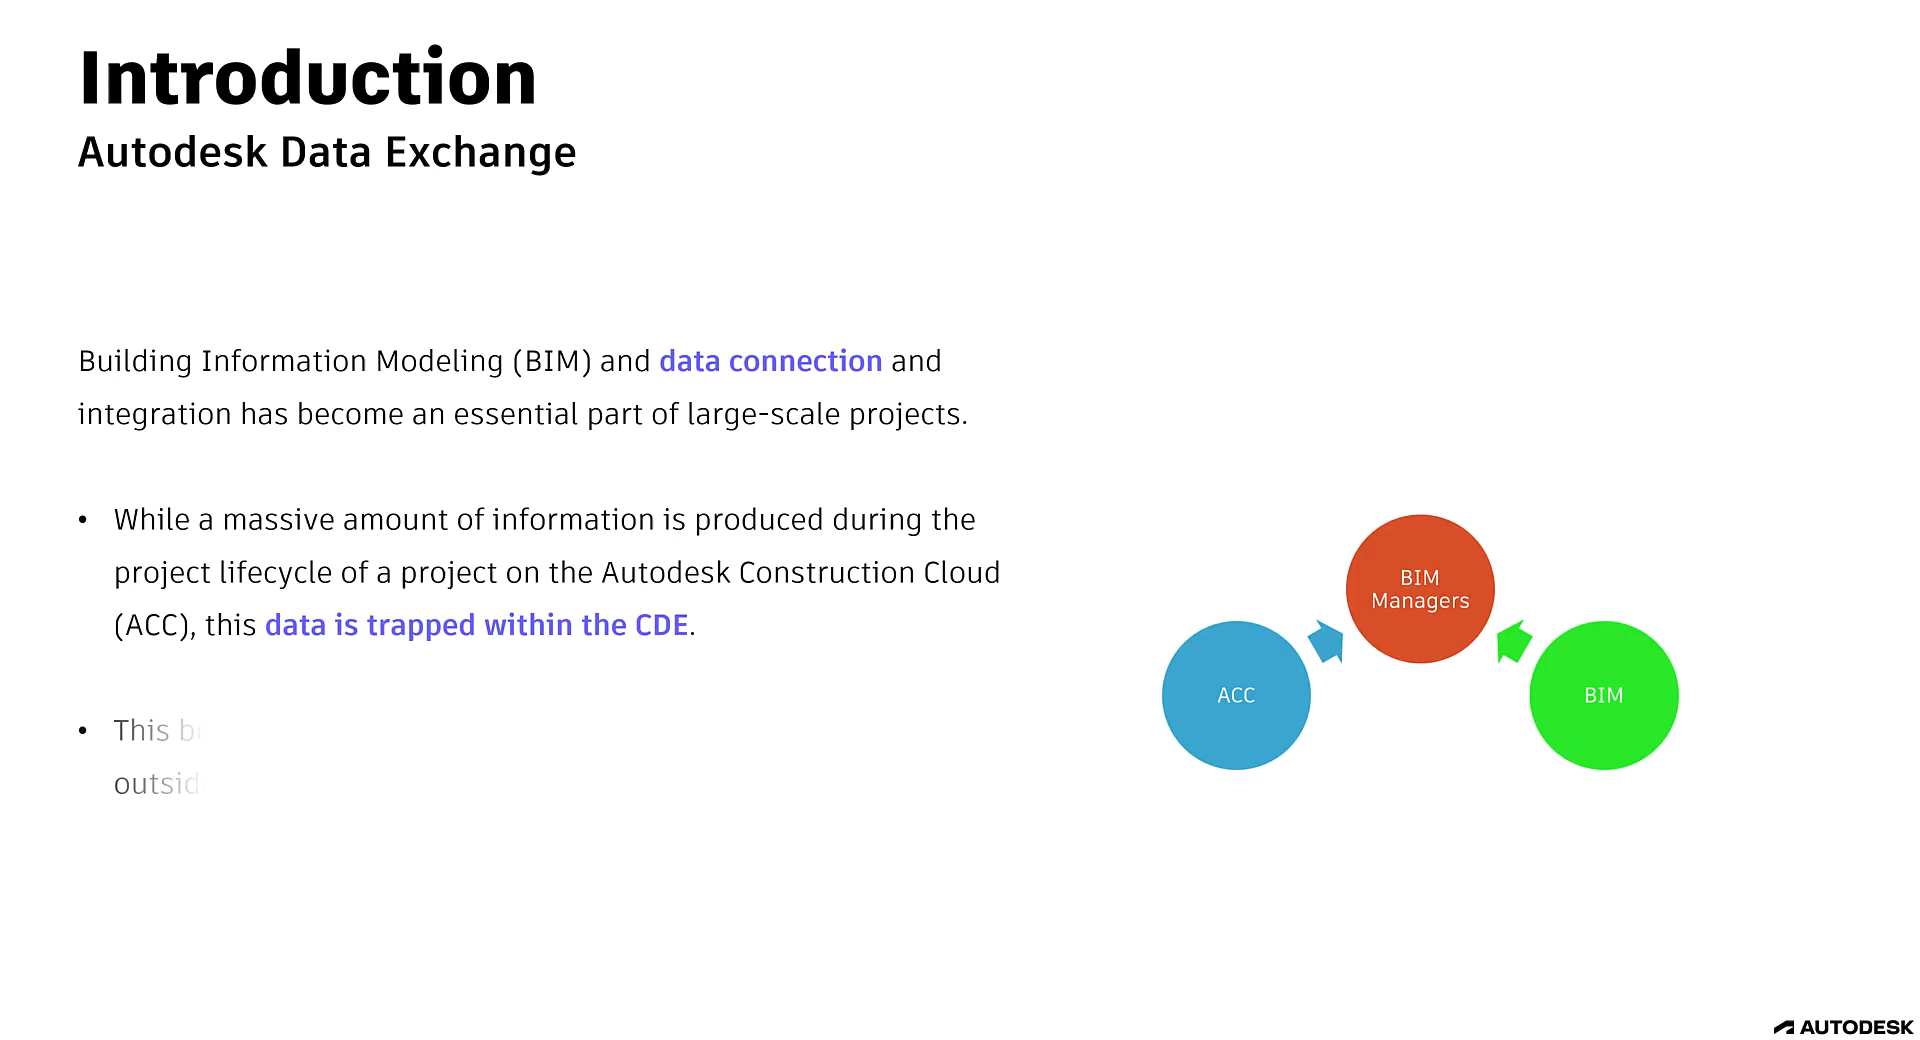 Introduction
Autodesk Data Exchange
Building Information Modeling (BIM) and data connection and
integration has become an essential part of large-scale projects.
• While a massive amount of information is produced during the
project lifecycle of a project on the Autodesk Construction Cloud
(ACC), this data is trapped within the CDE.
• This
BIM
Managers
ACC
BIM
AUTODESK